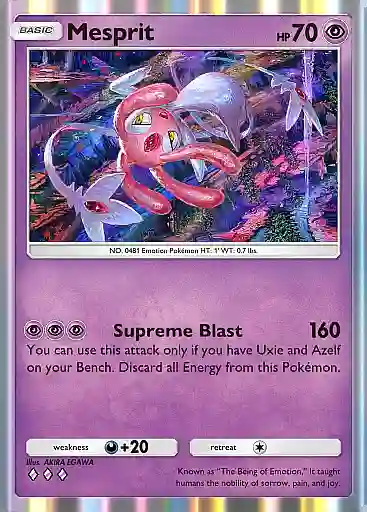 BASIC Mesprit HP 70
NO. 0481 Emotion Pokémon HT: 1' WT: 0.7 lbs.
Supreme Blast 160
You can use this attack only if you have Uxie and Azelf
on your Bench. Discard all Energy from this Pokémon.
weakness +20 retreat
Illus. AKIRA EGAWA
Known as "The Being of Emotion," It taught
humans the nobility of sorrow, pain, and joy.